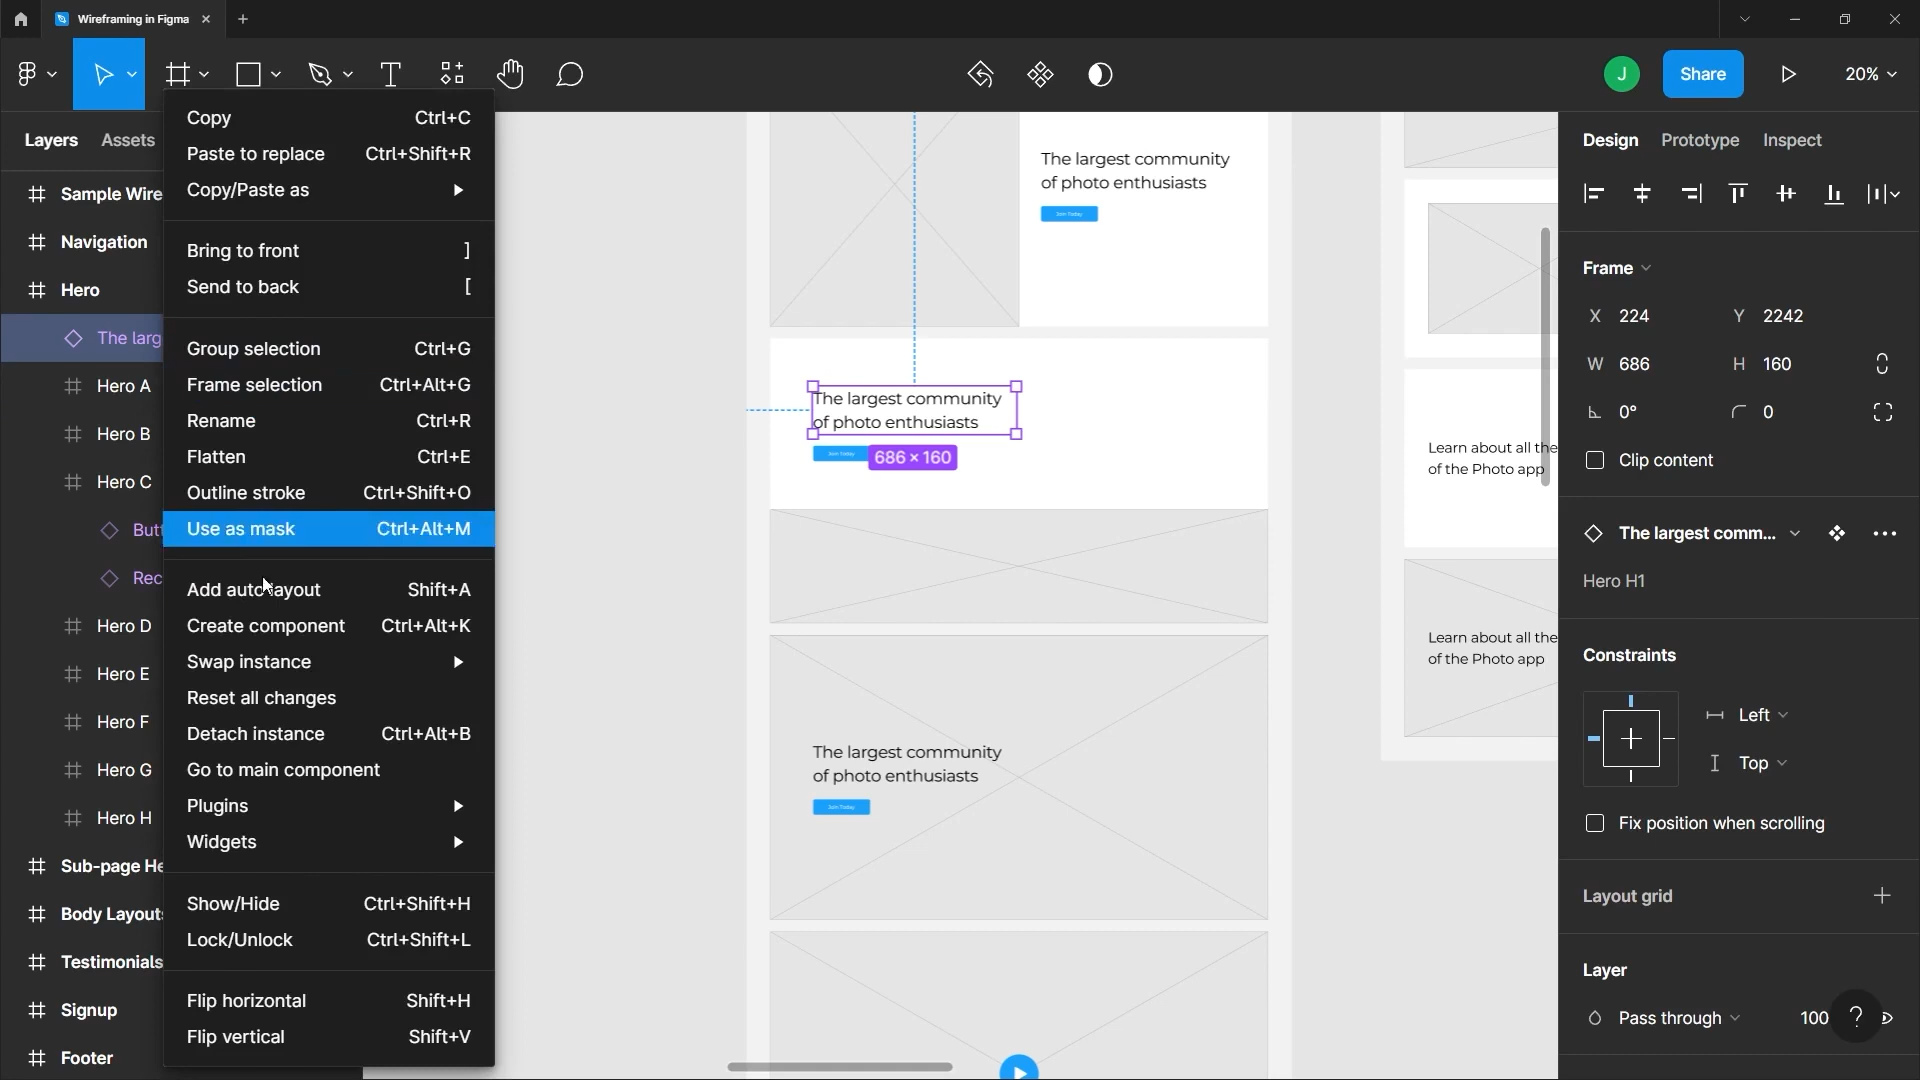 Wireframing in Figma
J
Share
20%
Layers
Assets
Sample Wire
Navigation
Hero
The larg
Hero A
Hero B
Hero C
But
Rec
Hero D
Hero E
Hero F
Hero G
Hero H
Sub-page He
Body Layout
Testimonials
Signup
Footer
Copy Ctrl+C
Paste to replace Ctrl+Shift+R
Copy/Paste as
Bring to front ]
Send to back [
Group selection Ctrl+G
Frame selection Ctrl+Alt+G
Rename Ctrl+R
Flatten Ctrl+E
Outline stroke Ctrl+Shift+O
Use as mask Ctrl+Alt+M
Add auto layout Shift+A
Create component Ctrl+Alt+K
Swap instance
Reset all changes
Detach instance Ctrl+Alt+B
Go to main component
Plugins
Widgets
Show/Hide Ctrl+Shift+H
Lock/Unlock Ctrl+Shift+L
Flip horizontal Shift+H
Flip vertical Shift+V
The largest community
of photo enthusiasts
Join Today
The largest community
of photo enthusiasts
Join Today
686 × 160
The largest community
of photo enthusiasts
Join Today
Learn about all the
of the Photo app
Learn about all the
of the Photo app
Design
Prototype
Inspect
Frame
X 224 Y 2242
W 686 H 160
0° 0
Clip content
The largest comm...
Hero H1
Constraints
Left
Top
Fix position when scrolling
Layout grid
Layer
Pass through 100
?